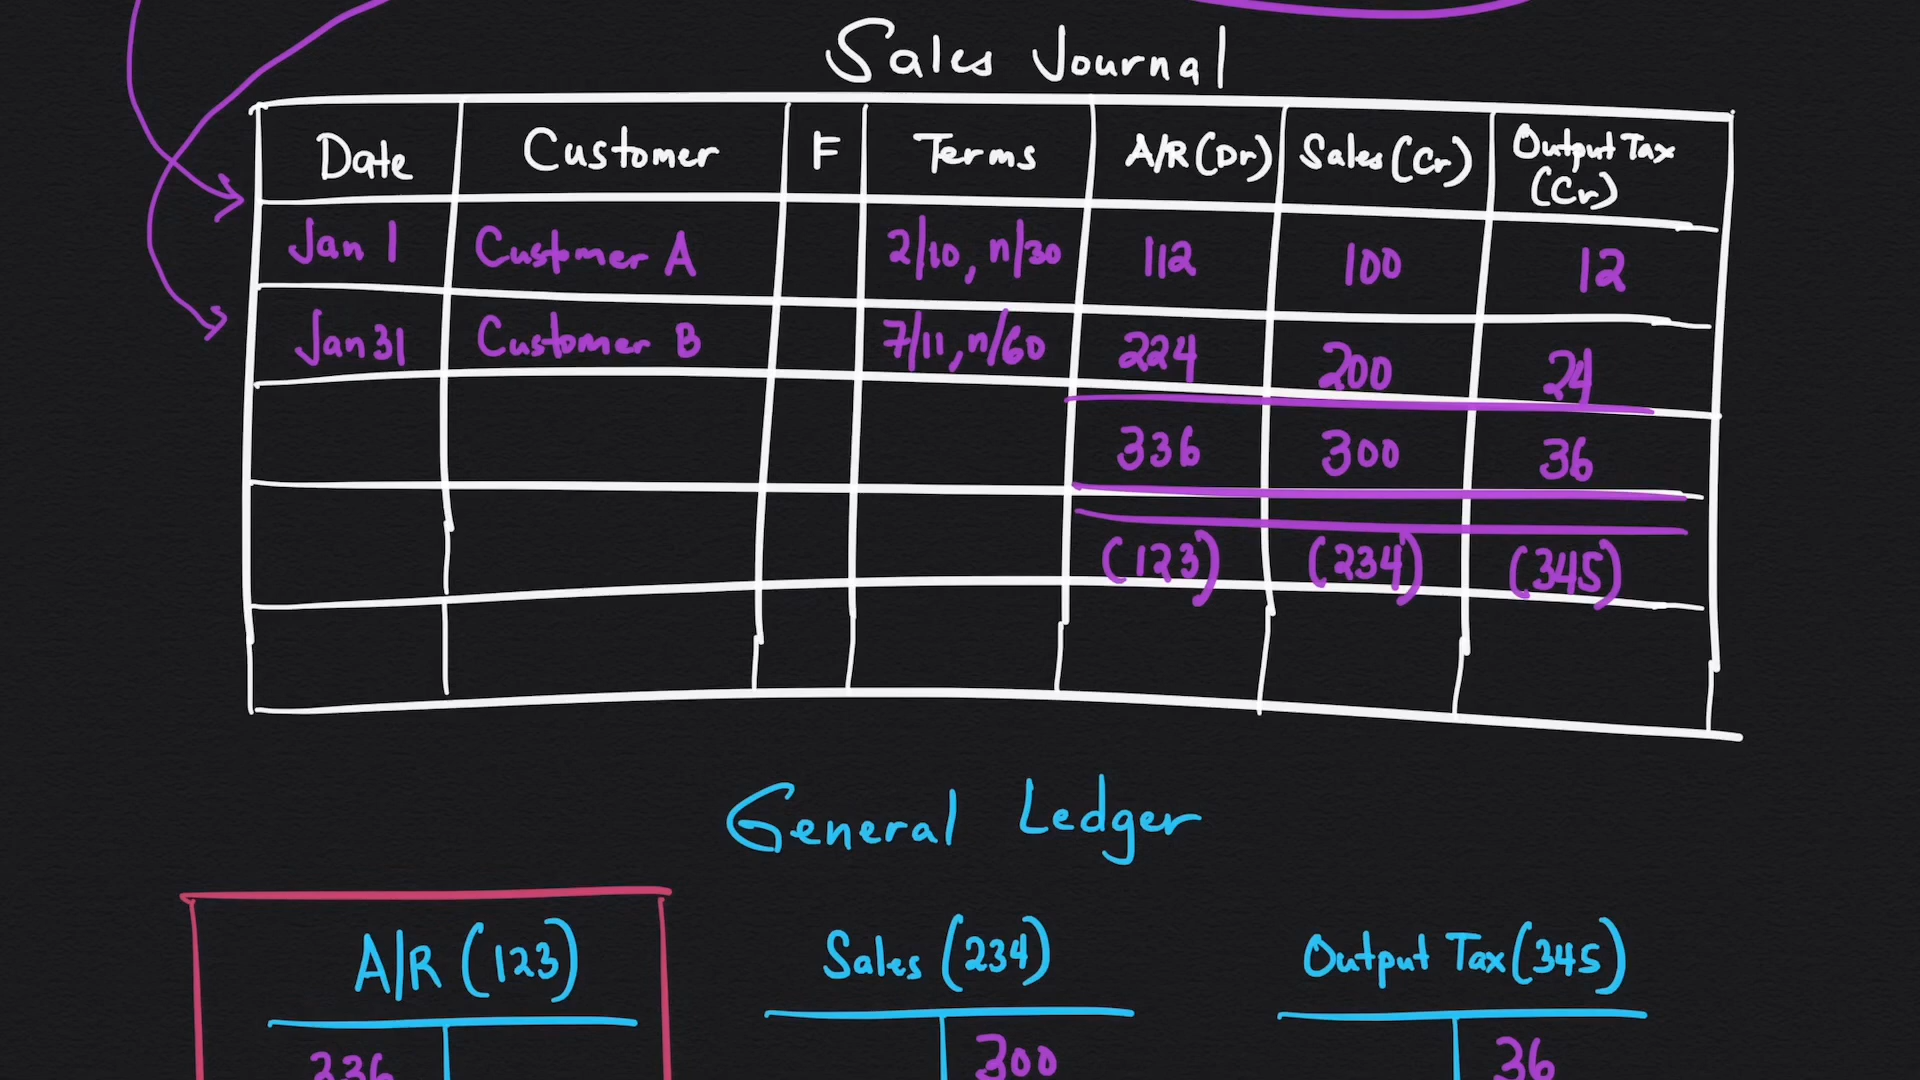 Sales Journal
Date Customer F Terms A/R (Dr) Sales (Cr) Output Tax (Cr)
Jan 1 Customer A 2/10, n/30 112 100 12
Jan 31 Customer B 7/11, n/60 224 200 24
336 300 36
(123) (234) (345)
General Ledger
A/R (123) Sales (234) Output Tax (345)
336 300 36